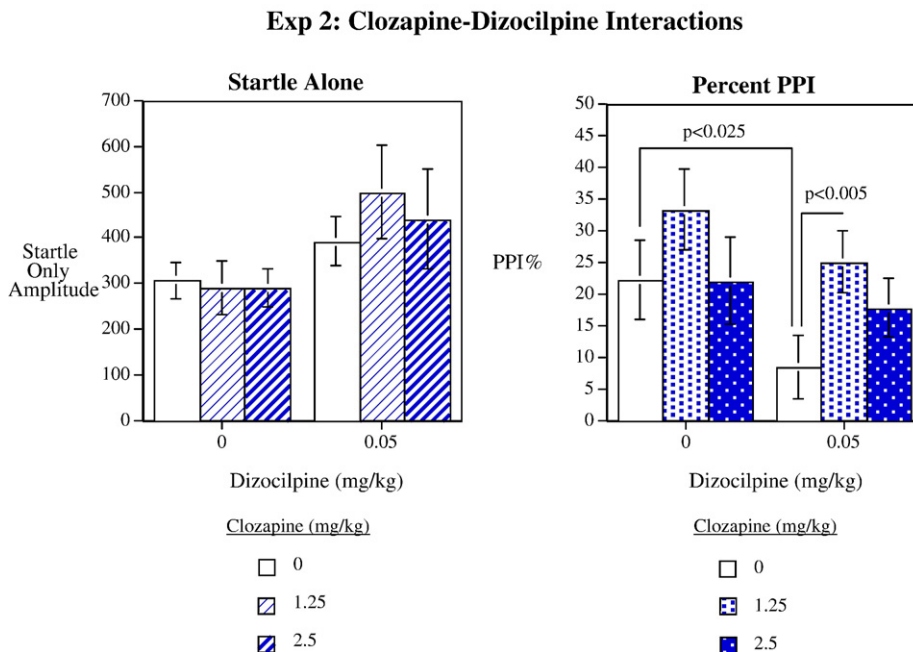 Exp 2: Clozapine-Dizocilpine Interactions
Startle Alone
700
600
500
400
300
200
100
0
Startle
Only
Amplitude
0
0.05
Dizocilpine (mg/kg)
Clozapine (mg/kg)
0
1.25
2.5
Percent PPI
50
45
40
35
30
25
20
15
10
5
0
PPI%
p<0.025
p<0.005
0
0.05
Dizocilpine (mg/kg)
Clozapine (mg/kg)
0
1.25
2.5